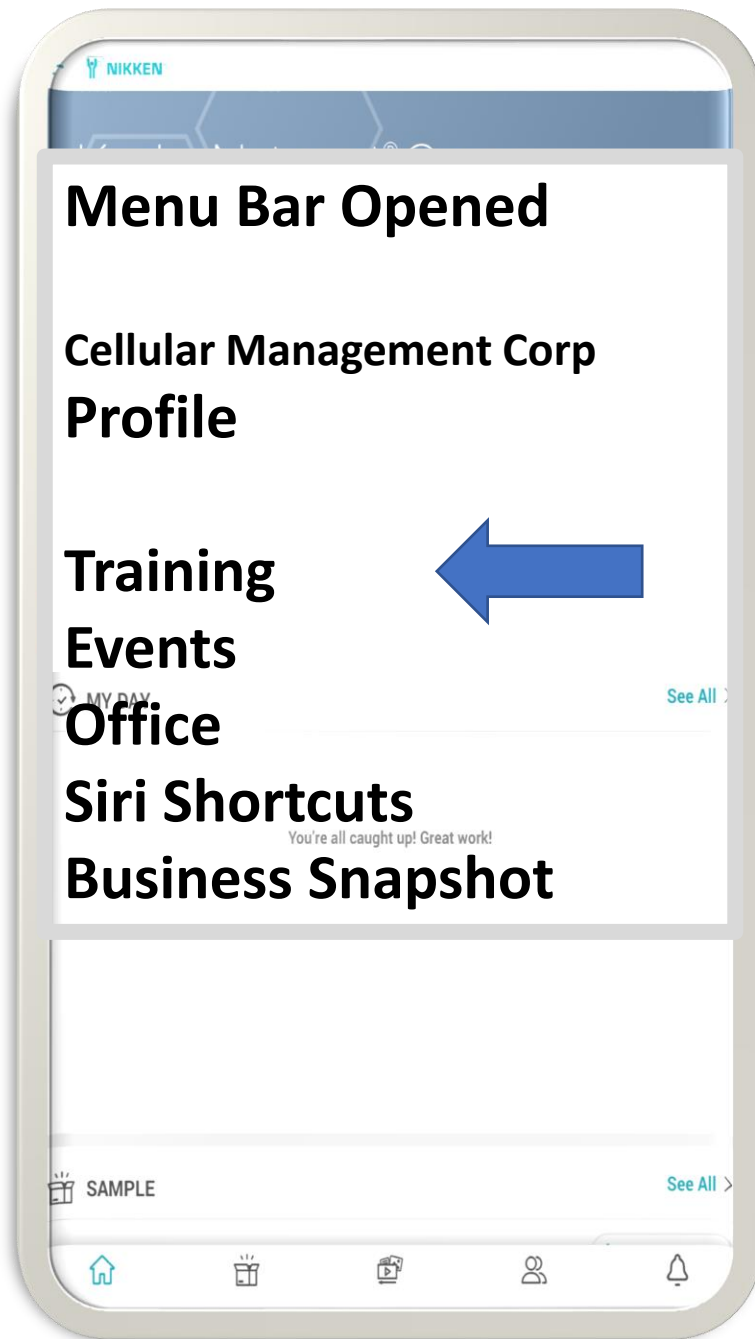 NIKKEN
Menu Bar Opened
Cellular Management Corp
Profile
Training
Events
MY DAY
See All
Office
Siri Shortcuts
You're all caught up! Great work!
Business Snapshot
SAMPLE
See All